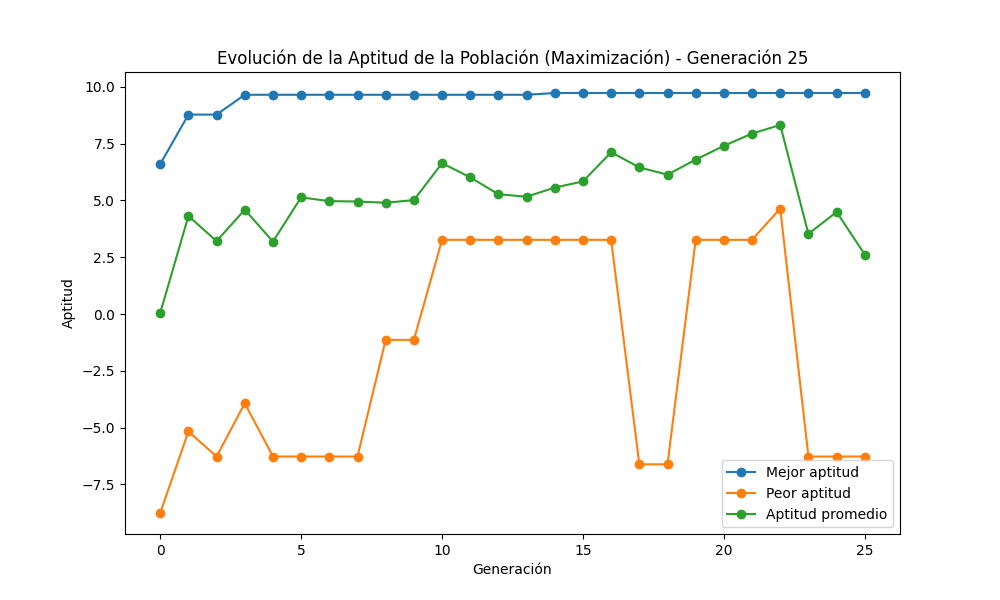 Evolución de la Aptitud de la Población (Maximización) - Generación 25
Aptitud
10.0
7.5
5.0
2.5
0.0
−2.5
−5.0
−7.5
0
5
10
15
20
25
Generación
Mejor aptitud
Peor aptitud
Aptitud promedio